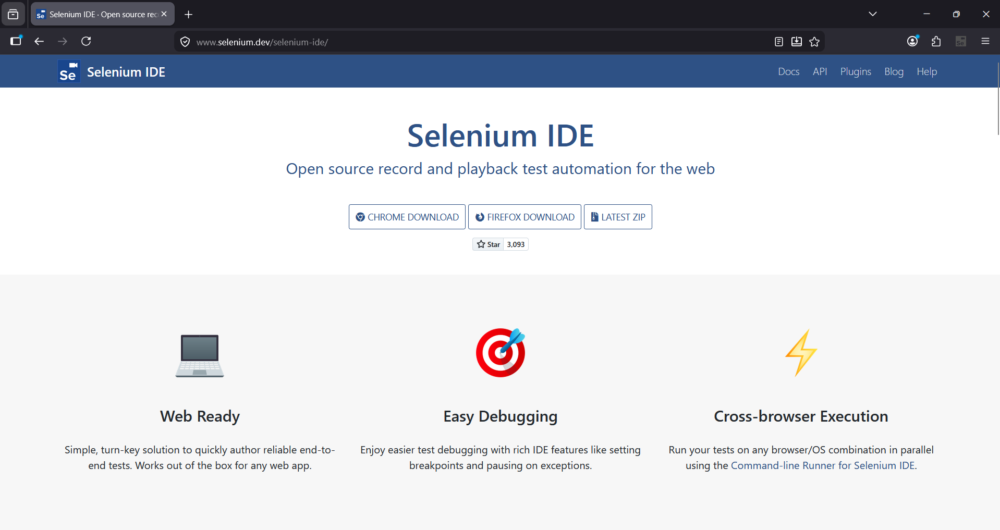 Selenium IDE · Open source rec
www.selenium.dev/selenium-ide/
Se
Selenium IDE
Docs
API
Plugins
Blog
Help
Selenium IDE
Open source record and playback test automation for the web
CHROME DOWNLOAD
FIREFOX DOWNLOAD
LATEST ZIP
Star
3,093
Web Ready
Simple, turn-key solution to quickly author reliable end-to-
end tests. Works out of the box for any web app.
Easy Debugging
Enjoy easier test debugging with rich IDE features like setting
breakpoints and pausing on exceptions.
Cross-browser Execution
Run your tests on any browser/OS combination in parallel
using the Command-line Runner for Selenium IDE.